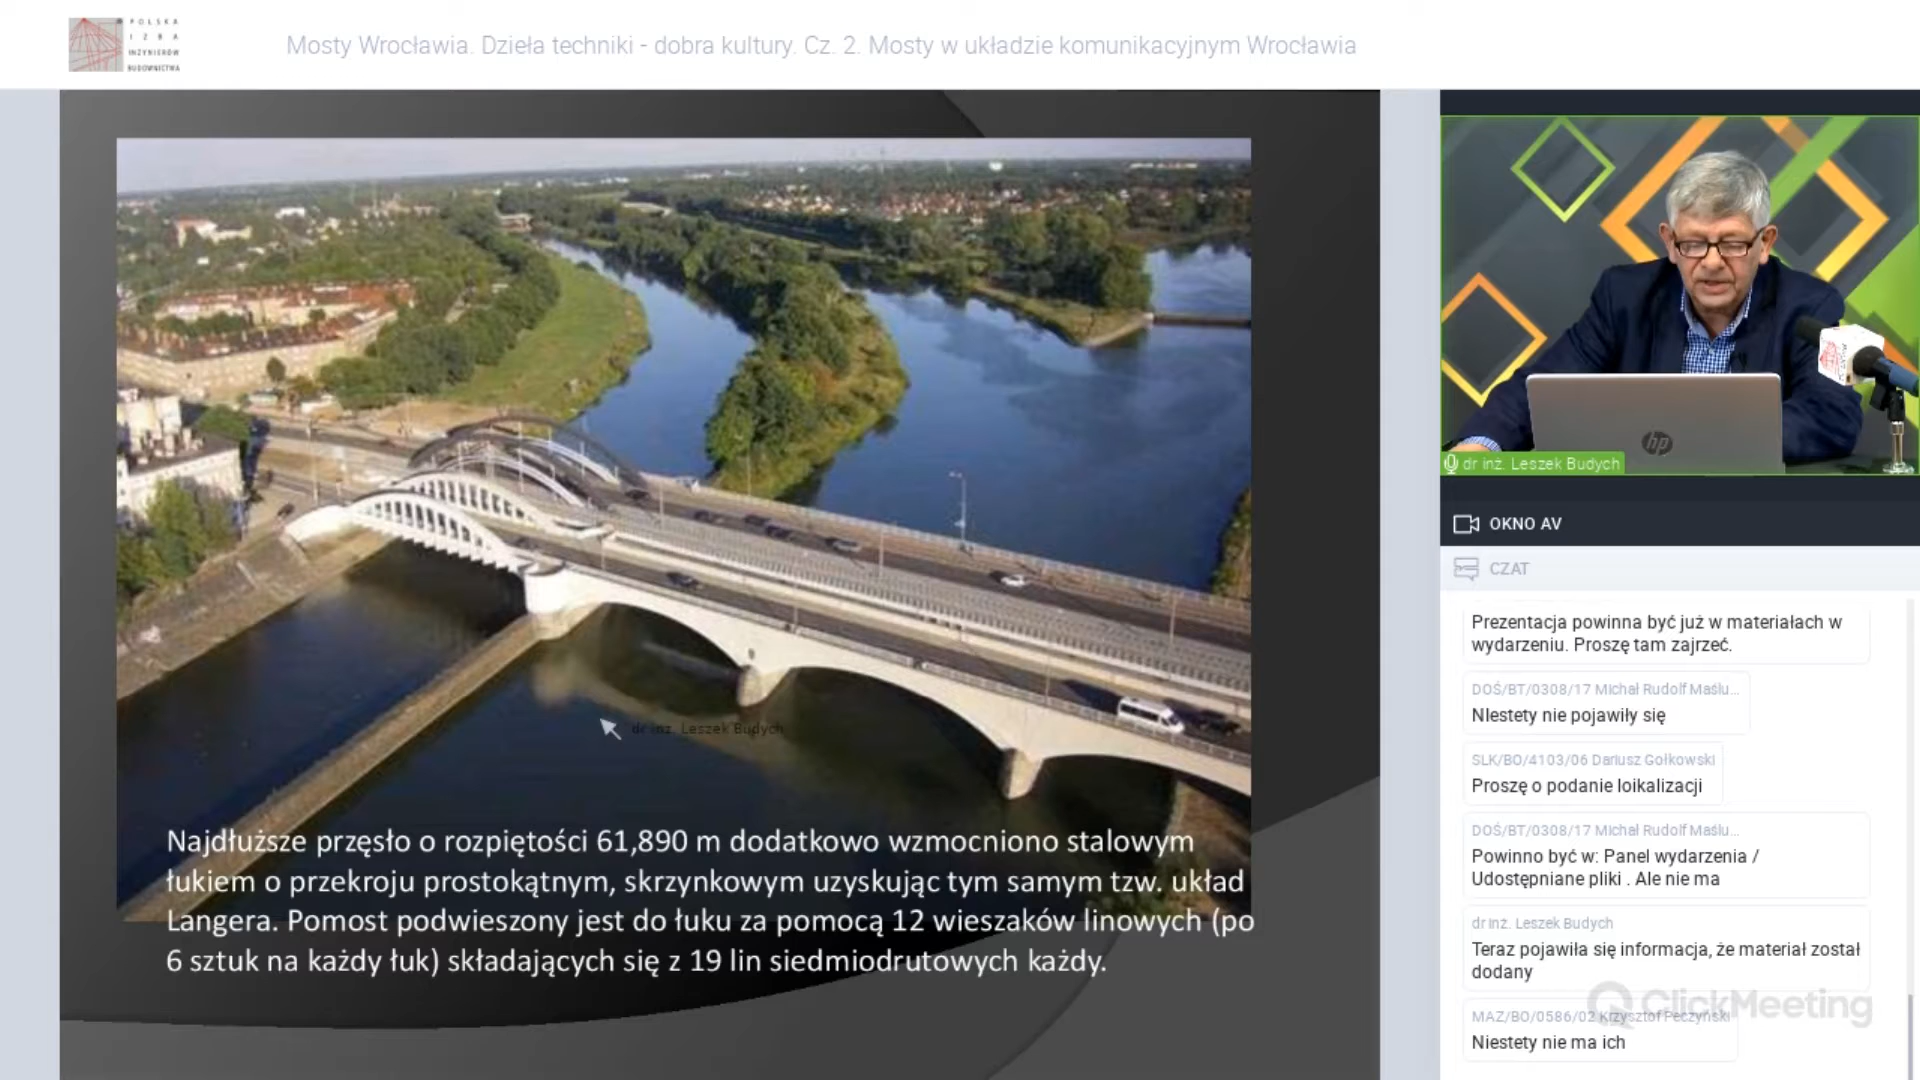 POLSKA
IZBA
INŻYNIERÓW
BUDOWNICTWA
Mosty Wrocławia. Dzieła techniki - dobra kultury. Cz. 2. Mosty w układzie komunikacyjnym Wrocławia
dr inż. Leszek Budych
Najdłuższe przęsło o rozpiętości 61,890 m dodatkowo wzmocniono stalowym
łukiem o przekroju prostokątnym, skrzynkowym uzyskując tym samym tzw. układ
Langera. Pomost podwieszony jest do łuku za pomocą 12 wieszaków linowych (po
6 sztuk na każdy łuk) składających się z 19 lin siedmiodrutowych każdy.
hp
dr inż. Leszek Budych
OKNO AV
CZAT
Prezentacja powinna być już w materiałach w
wydarzeniu. Proszę tam zajrzeć.
DOŚ/BT/0308/17 Michał Rudolf Maślu...
NIestety nie pojawiły się
SLK/BO/4103/06 Dariusz Gołkowski
Proszę o podanie loikalizacji
DOŚ/BT/0308/17 Michał Rudolf Maślu...
Powinno być w: Panel wydarzenia /
Udostępniane pliki . Ale nie ma
dr inż. Leszek Budych
Teraz pojawiła się informacja, że materiał został
dodany
ClickMeeting
MAZ/BO/0586/02 Krzysztof Peczyński
Niestety nie ma ich